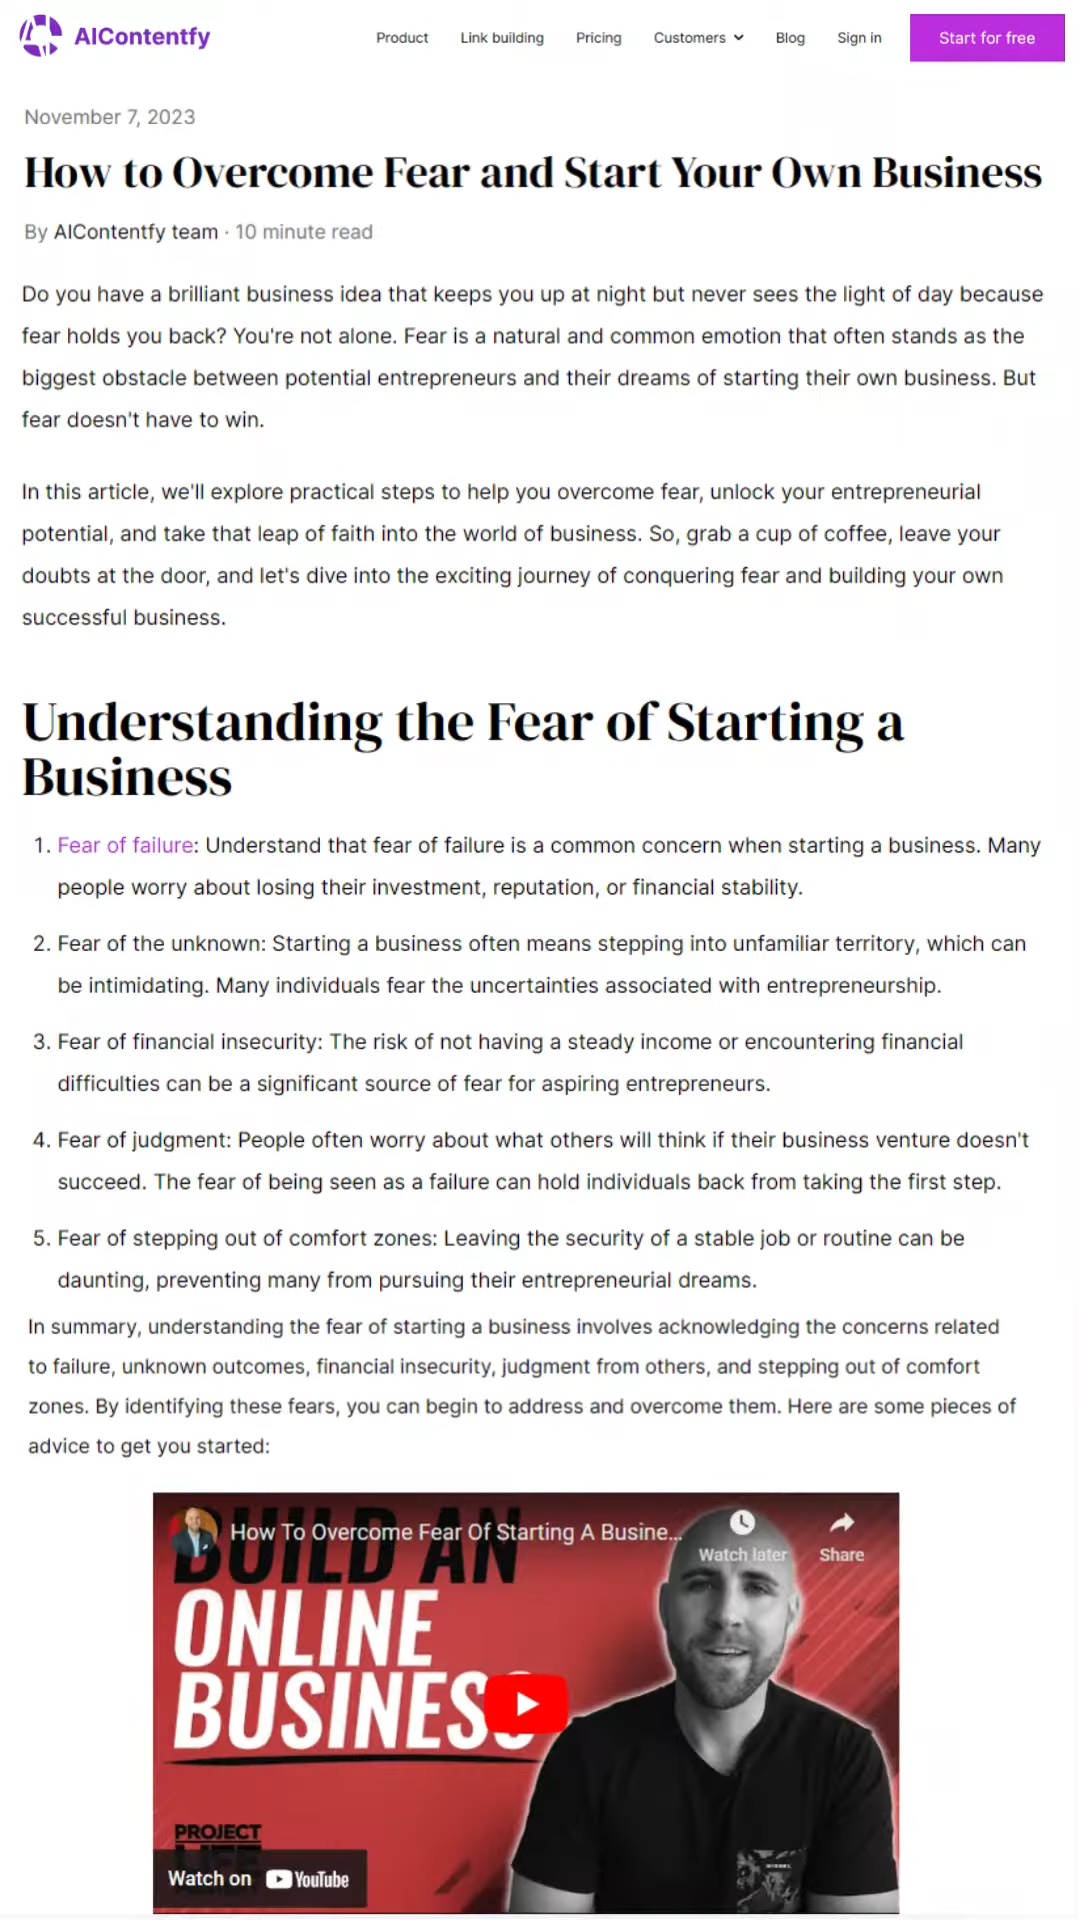 AIContentfy
Product Link building Pricing Customers Blog Sign in Start for free
November 7, 2023
How to Overcome Fear and Start Your Own Business
By AIContentfy team · 10 minute read
Do you have a brilliant business idea that keeps you up at night but never sees the light of day because
fear holds you back? You're not alone. Fear is a natural and common emotion that often stands as the
biggest obstacle between potential entrepreneurs and their dreams of starting their own business. But
fear doesn't have to win.
In this article, we'll explore practical steps to help you overcome fear, unlock your entrepreneurial
potential, and take that leap of faith into the world of business. So, grab a cup of coffee, leave your
doubts at the door, and let's dive into the exciting journey of conquering fear and building your own
successful business.
Understanding the Fear of Starting a
Business
1. Fear of failure: Understand that fear of failure is a common concern when starting a business. Many
people worry about losing their investment, reputation, or financial stability.
2. Fear of the unknown: Starting a business often means stepping into unfamiliar territory, which can
be intimidating. Many individuals fear the uncertainties associated with entrepreneurship.
3. Fear of financial insecurity: The risk of not having a steady income or encountering financial
difficulties can be a significant source of fear for aspiring entrepreneurs.
4. Fear of judgment: People often worry about what others will think if their business venture doesn't
succeed. The fear of being seen as a failure can hold individuals back from taking the first step.
5. Fear of stepping out of comfort zones: Leaving the security of a stable job or routine can be
daunting, preventing many from pursuing their entrepreneurial dreams.
In summary, understanding the fear of starting a business involves acknowledging the concerns related
to failure, unknown outcomes, financial insecurity, judgment from others, and stepping out of comfort
zones. By identifying these fears, you can begin to address and overcome them. Here are some pieces of
advice to get you started:
How To Overcome Fear Of Starting A Busine...
Watch later Share
BUILD AN
ONLINE
BUSINESS
PROJECT
LIFE
Watch on YouTube
DIESEL